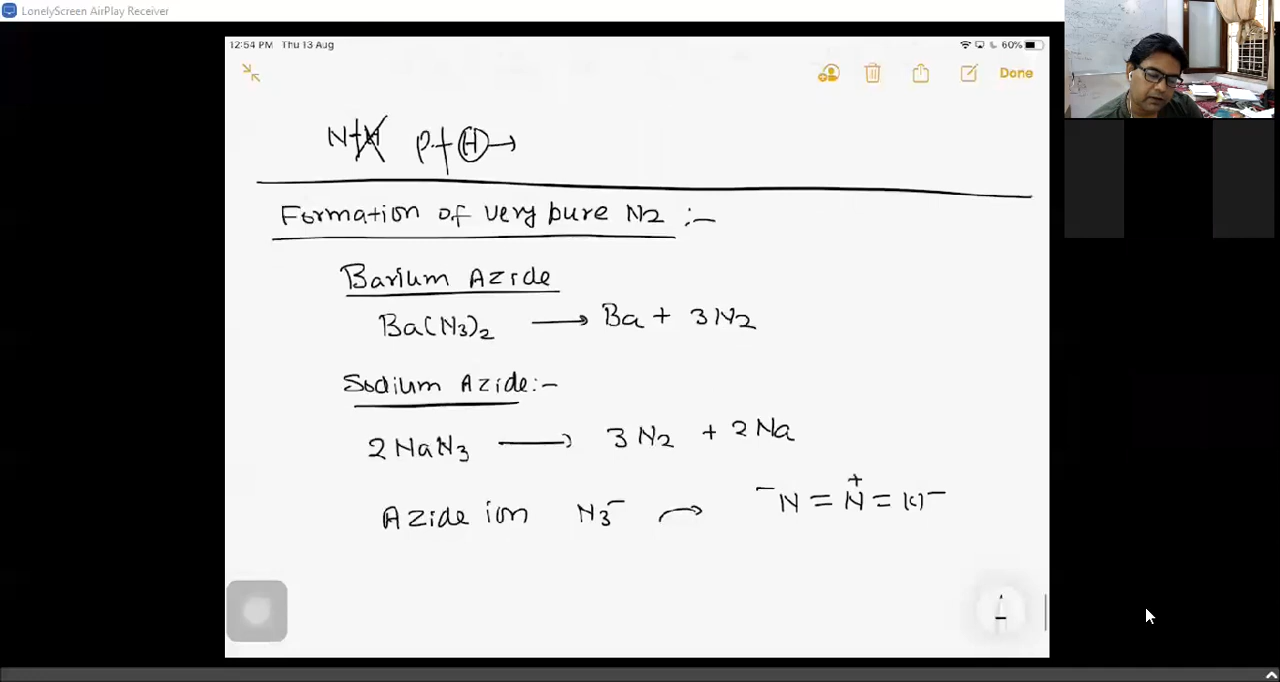 LonelyScreen AirPlay Receiver
12:54 PM Thu 13 Aug 60%
Done
N+N P+H→
Formation of very pure N2 :-
Barium Azide
Ba(N3)2 → Ba + 3N2
Sodium Azide:-
2NaN3 → 3N2 + 2Na
Azide ion N3⁻ → ⁻N = N⁺ = N⁻